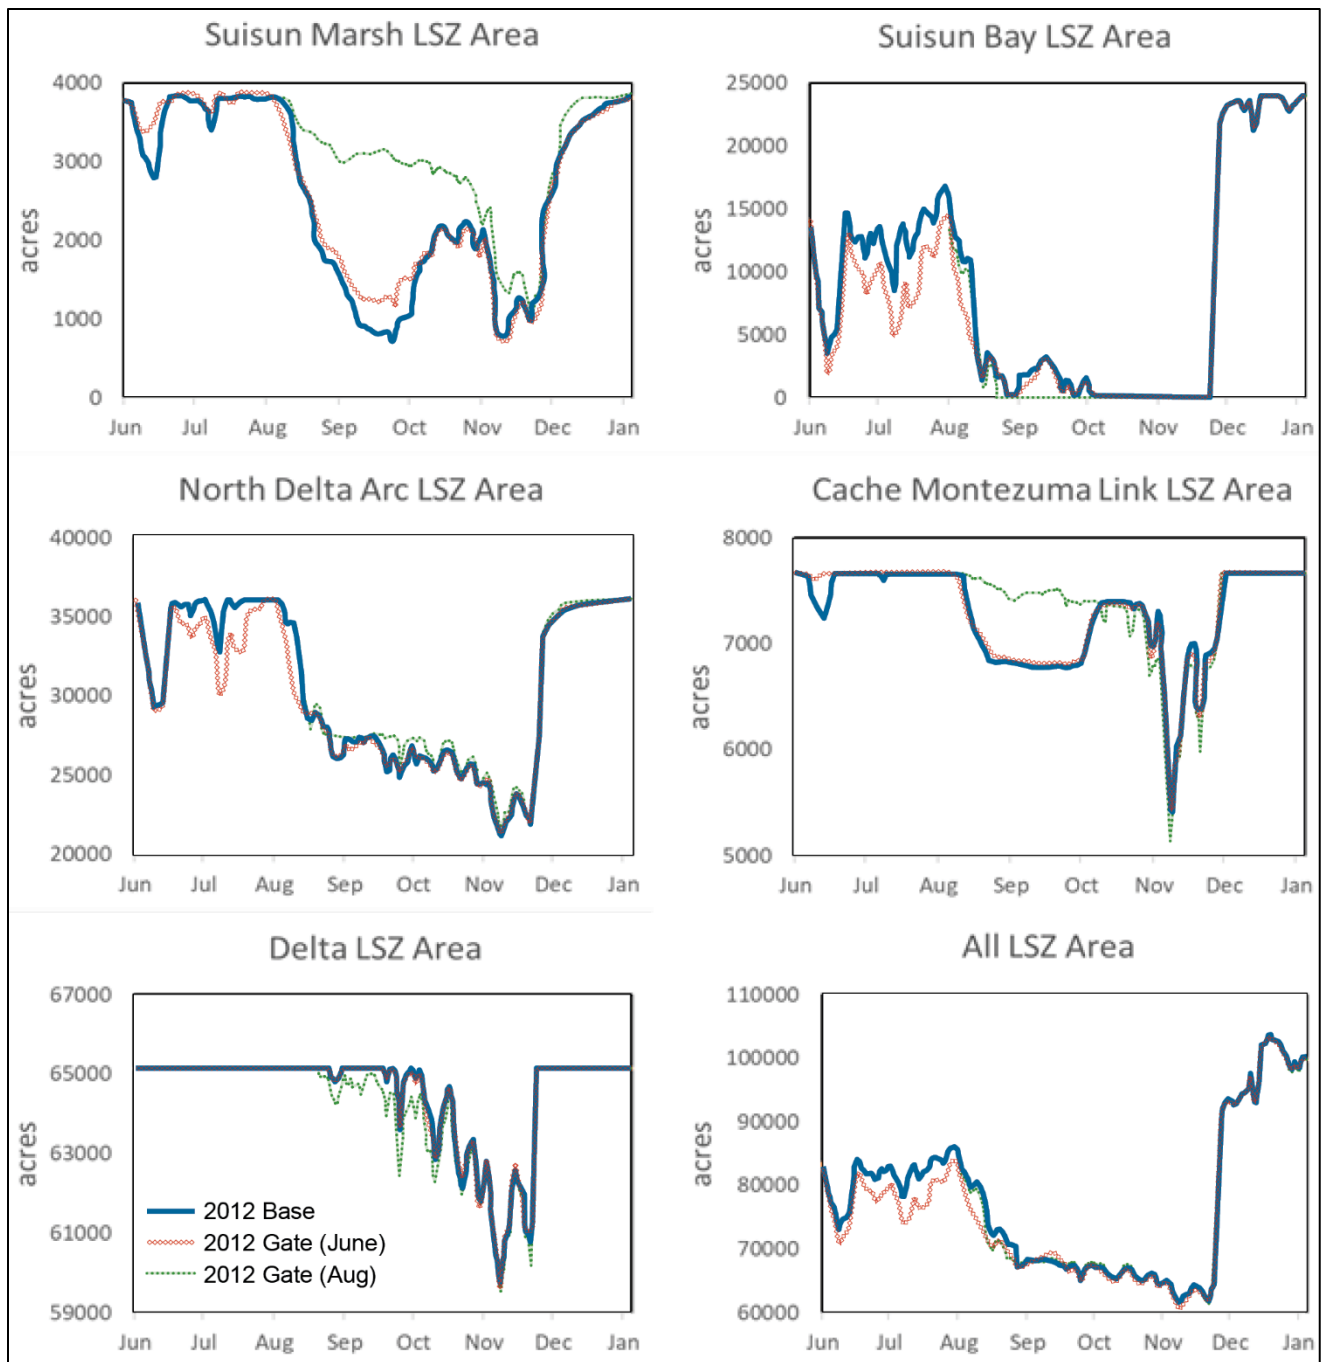 Suisun Marsh LSZ Area
4000
3000
2000
1000
0
acres
Jun Jul Aug Sep Oct Nov Dec Jan
Suisun Bay LSZ Area
25000
20000
15000
10000
5000
0
acres
Jun Jul Aug Sep Oct Nov Dec Jan
North Delta Arc LSZ Area
40000
35000
30000
25000
20000
acres
Jun Jul Aug Sep Oct Nov Dec Jan
Cache Montezuma Link LSZ Area
8000
7000
6000
5000
acres
Jun Jul Aug Sep Oct Nov Dec Jan
Delta LSZ Area
67000
65000
63000
61000
59000
acres
2012 Base
2012 Gate (June)
2012 Gate (Aug)
Jun Jul Aug Sep Oct Nov Dec Jan
All LSZ Area
110000
100000
90000
80000
70000
60000
acres
Jun Jul Aug Sep Oct Nov Dec Jan